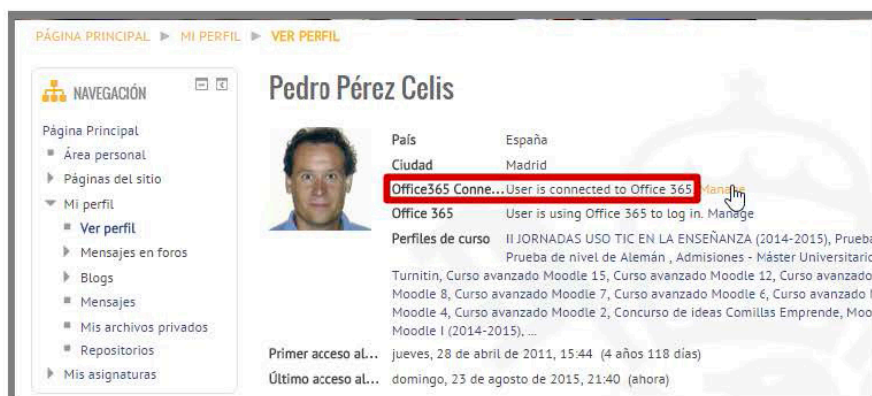 PÁGINA PRINCIPAL ► MI PERFIL ► VER PERFIL
NAVEGACIÓN
Página Principal
Área personal
Páginas del sitio
Mi perfil
Ver perfil
Mensajes en foros
Blogs
Mensajes
Mis archivos privados
Repositorios
Mis asignaturas
Pedro Pérez Celis
País España
Ciudad Madrid
Office365 Conne... User is connected to Office 365. Manage
Office 365 User is using Office 365 to log in. Manage
Perfiles de curso II JORNADAS USO TIC EN LA ENSEÑANZA (2014-2015), Prueba
Prueba de nivel de Alemán , Admisiones - Máster Universitario
Turnitin, Curso avanzado Moodle 15, Curso avanzado Moodle 12, Curso avanzado
Moodle 8, Curso avanzado Moodle 7, Curso avanzado Moodle 6, Curso avanzado
Moodle 4, Curso avanzado Moodle 2, Concurso de ideas Comillas Emprende, Moo
Moodle I (2014-2015), ...
Primer acceso al... jueves, 28 de abril de 2011, 15:44 (4 años 118 días)
Último acceso al... domingo, 23 de agosto de 2015, 21:40 (ahora)